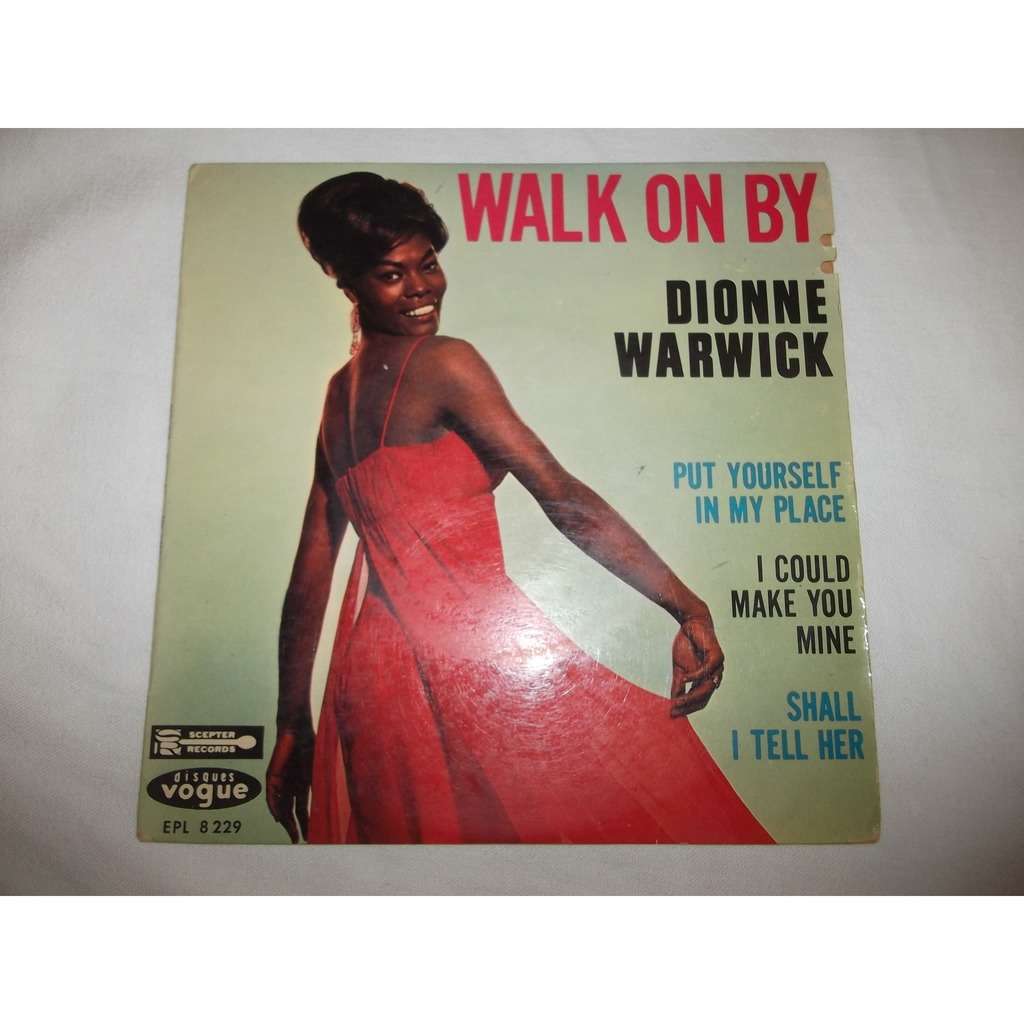 WALK ON BY
DIONNE
WARWICK
PUT YOURSELF
IN MY PLACE
I COULD
MAKE YOU
MINE
SHALL
I TELL HER
SCEPTER
RECORDS
disques
vogue
EPL 8 229